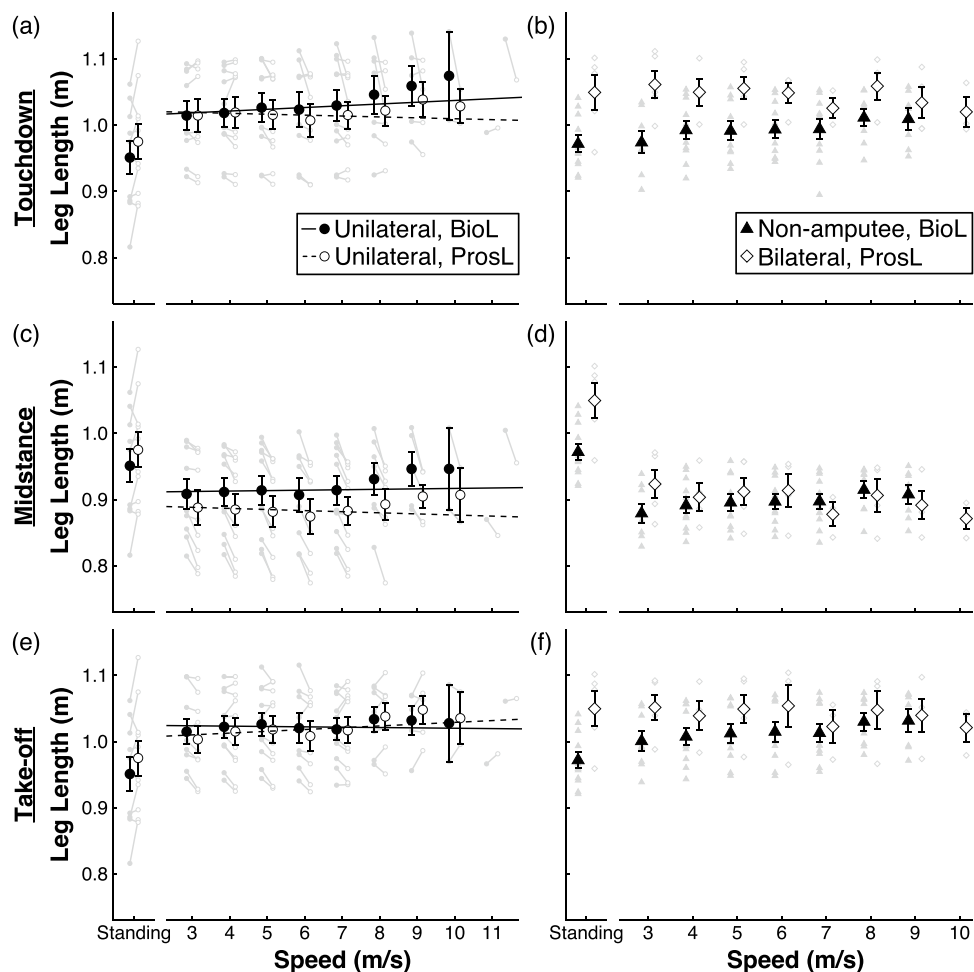 (a)
(b)
Touchdown
Leg Length (m)
1.1
1.0
0.9
0.8
Unilateral, BioL
Unilateral, ProsL
Non-amputee, BioL
Bilateral, ProsL
(c)
(d)
Midstance
Leg Length (m)
1.1
1.0
0.9
0.8
(e)
(f)
Take-off
Leg Length (m)
1.1
1.0
0.9
0.8
Standing 3 4 5 6 7 8 9 10 11
Standing 3 4 5 6 7 8 9 10
Speed (m/s)
Speed (m/s)